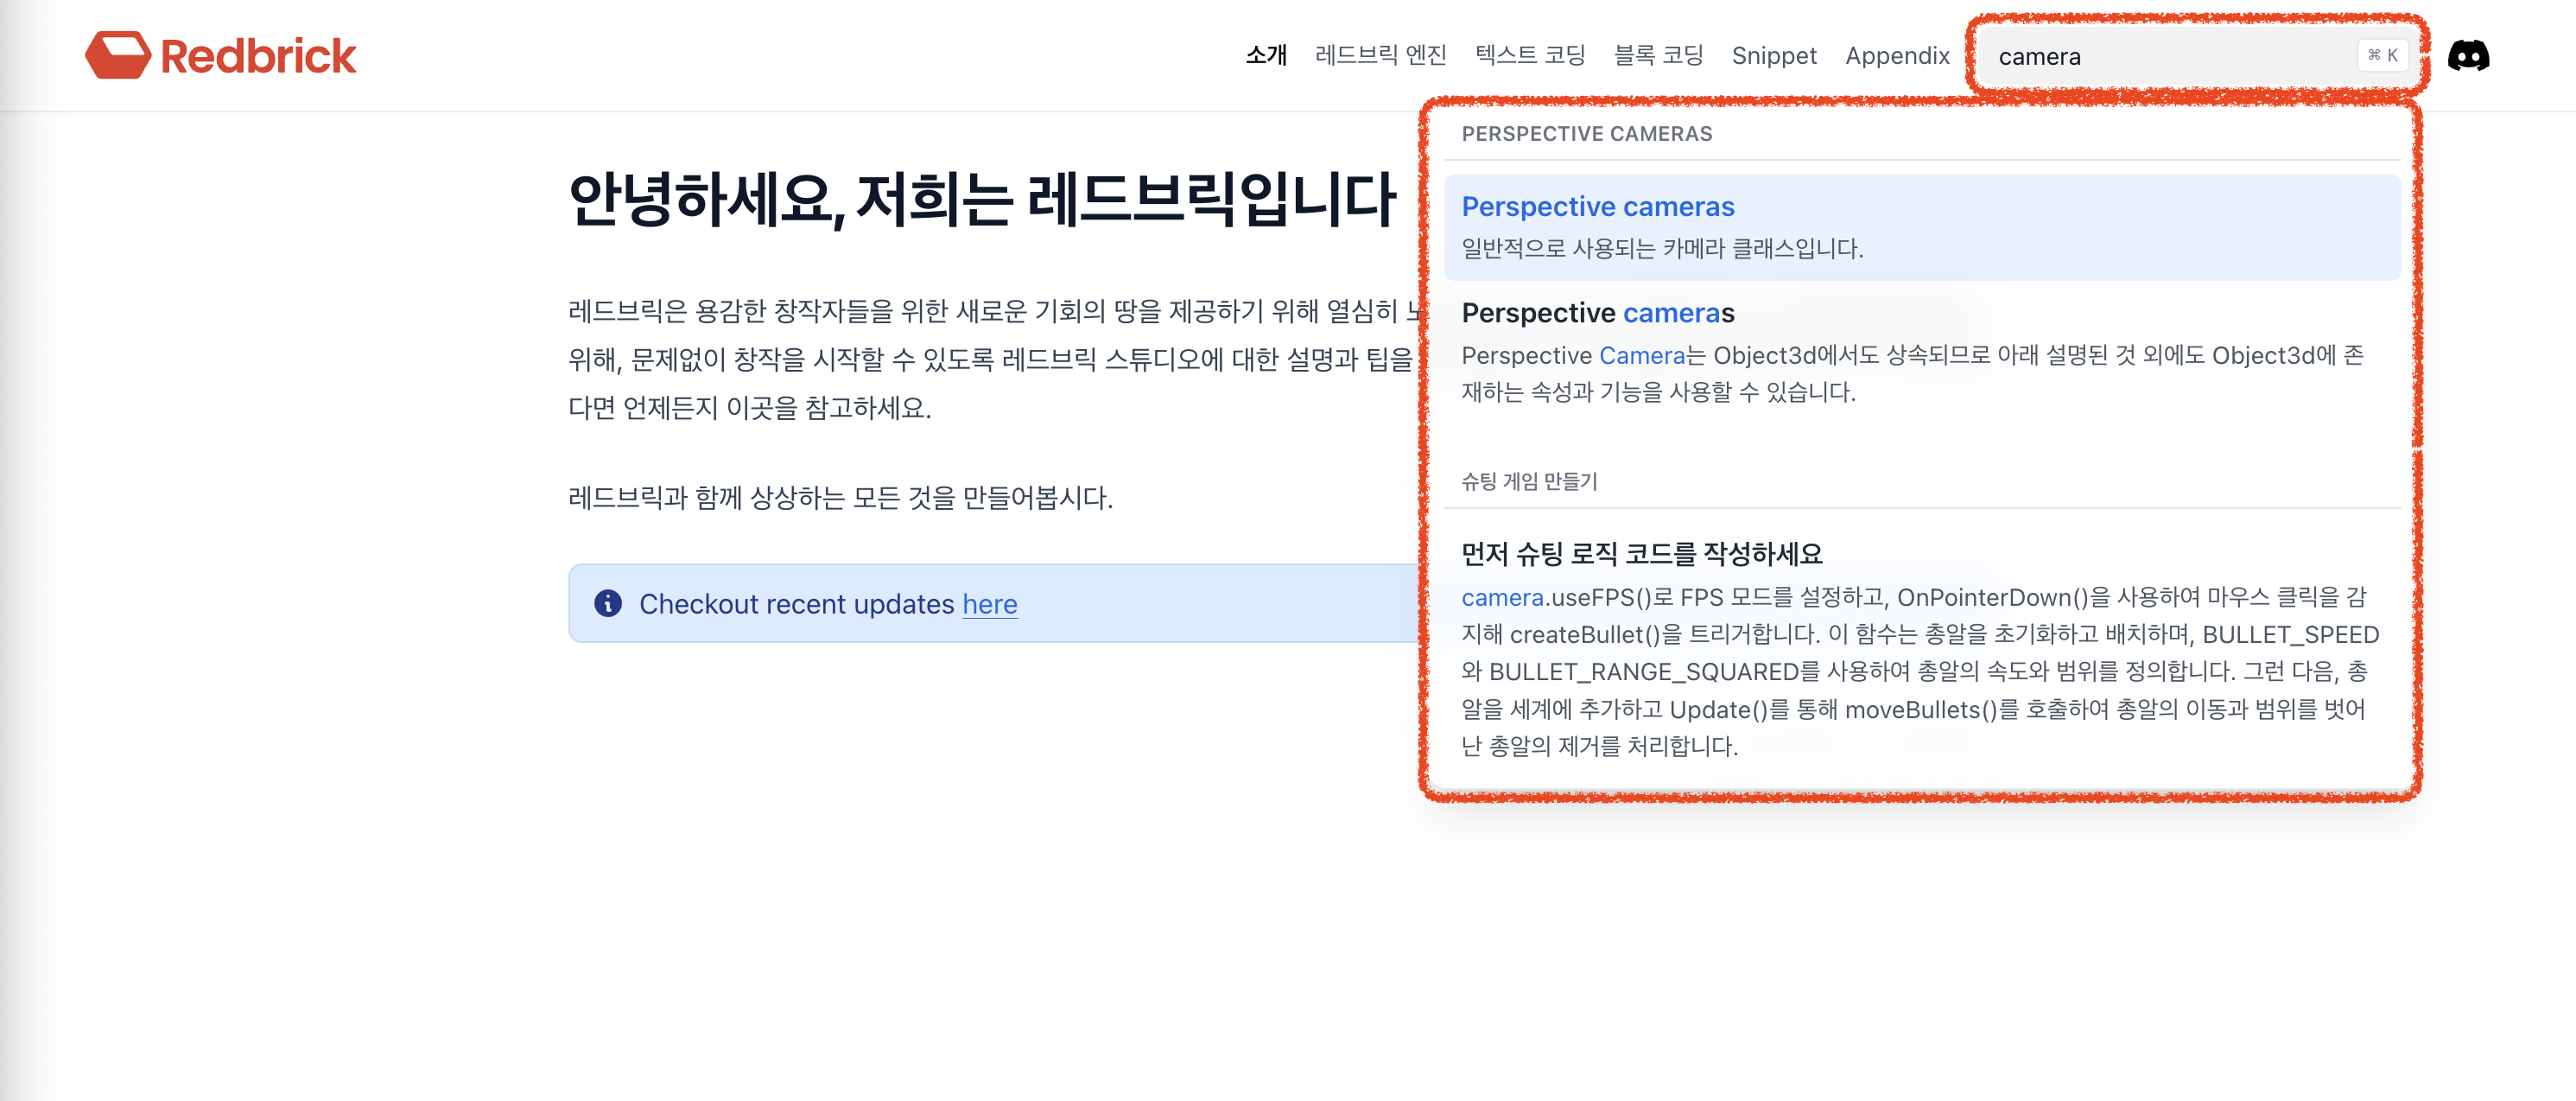 Redbrick
소개 레드브릭 엔진 텍스트 코딩 블록 코딩 Snippet Appendix camera ⌘ K
안녕하세요, 저희는 레드브릭입니다
레드브릭은 용감한 창작자들을 위한 새로운 기회의 땅을 제공하기 위해 열심히
위해, 문제없이 창작을 시작할 수 있도록 레드브릭 스튜디오에 대한 설명과 팁을
다면 언제든지 이곳을 참고하세요.
레드브릭과 함께 상상하는 모든 것을 만들어봅시다.
Checkout recent updates here
PERSPECTIVE CAMERAS
Perspective cameras
일반적으로 사용되는 카메라 클래스입니다.
Perspective cameras
Perspective Camera는 Object3d에서도 상속되므로 아래 설명된 것 외에도 Object3d에 존
재하는 속성과 기능을 사용할 수 있습니다.
슈팅 게임 만들기
먼저 슈팅 로직 코드를 작성하세요
camera.useFPS()로 FPS 모드를 설정하고, OnPointerDown()을 사용하여 마우스 클릭을 감
지해 createBullet()을 트리거합니다. 이 함수는 총알을 초기화하고 배치하며, BULLET_SPEED
와 BULLET_RANGE_SQUARED를 사용하여 총알의 속도와 범위를 정의합니다. 그런 다음, 총
알을 세계에 추가하고 Update()를 통해 moveBullets()를 호출하여 총알의 이동과 범위를 벗어
난 총알의 제거를 처리합니다.